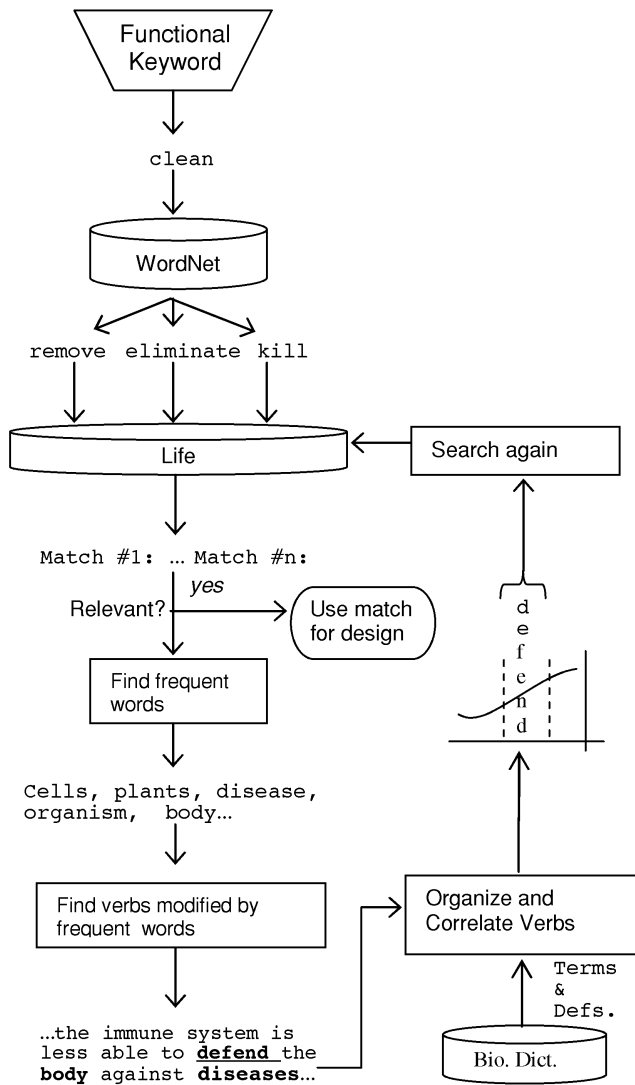 Functional
Keyword
clean
WordNet
remove eliminate kill
Life
Search again
Match #1: … Match #n:
yes
Relevant?
Use match
for design
Find frequent
words
defend
Cells, plants, disease,
organism, body…
Find verbs modified by
frequent words
Organize and
Correlate Verbs
Terms
&
Defs.
…the immune system is
less able to defend the
body against diseases…
Bio. Dict.